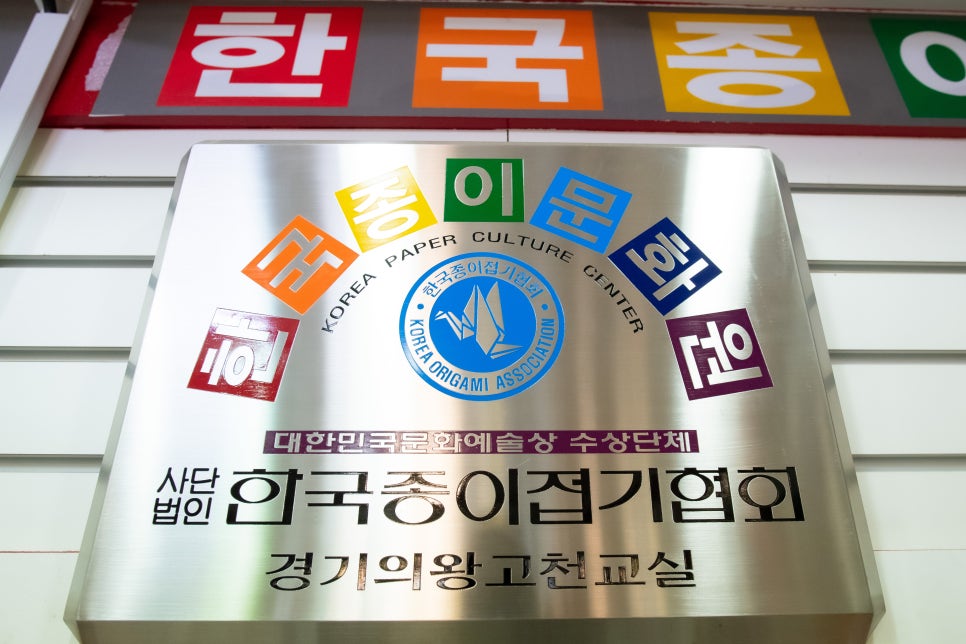 한국종이
한국종이문화원
KOREA PAPER CULTURE CENTER
한국종이접기협회
KOREA ORIGAMI ASSOCIATION
대한민국문화예술상 수상단체
사단법인 한국종이접기협회
경기의왕고천교실